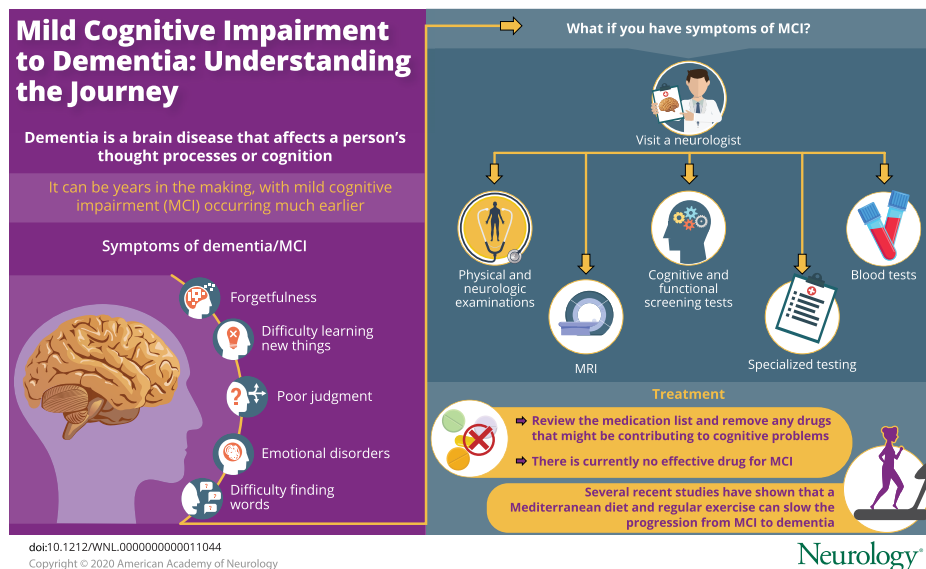 Mild Cognitive Impairment
to Dementia: Understanding
the Journey
Dementia is a brain disease that affects a person's
thought processes or cognition
It can be years in the making, with mild cognitive
impairment (MCI) occurring much earlier
Symptoms of dementia/MCI
Forgetfulness
Difficulty learning
new things
?
Poor judgment
Emotional disorders
? ? ?
Difficulty finding
words
What if you have symptoms of MCI?
Visit a neurologist
Physical and
neurologic
examinations
MRI
Cognitive and
functional
screening tests
Specialized testing
Blood tests
Treatment
Review the medication list and remove any drugs
that might be contributing to cognitive problems
There is currently no effective drug for MCI
Several recent studies have shown that a
Mediterranean diet and regular exercise can slow the
progression from MCI to dementia
doi:10.1212/WNL.0000000000011044
Copyright © 2020 American Academy of Neurology
Neurology®